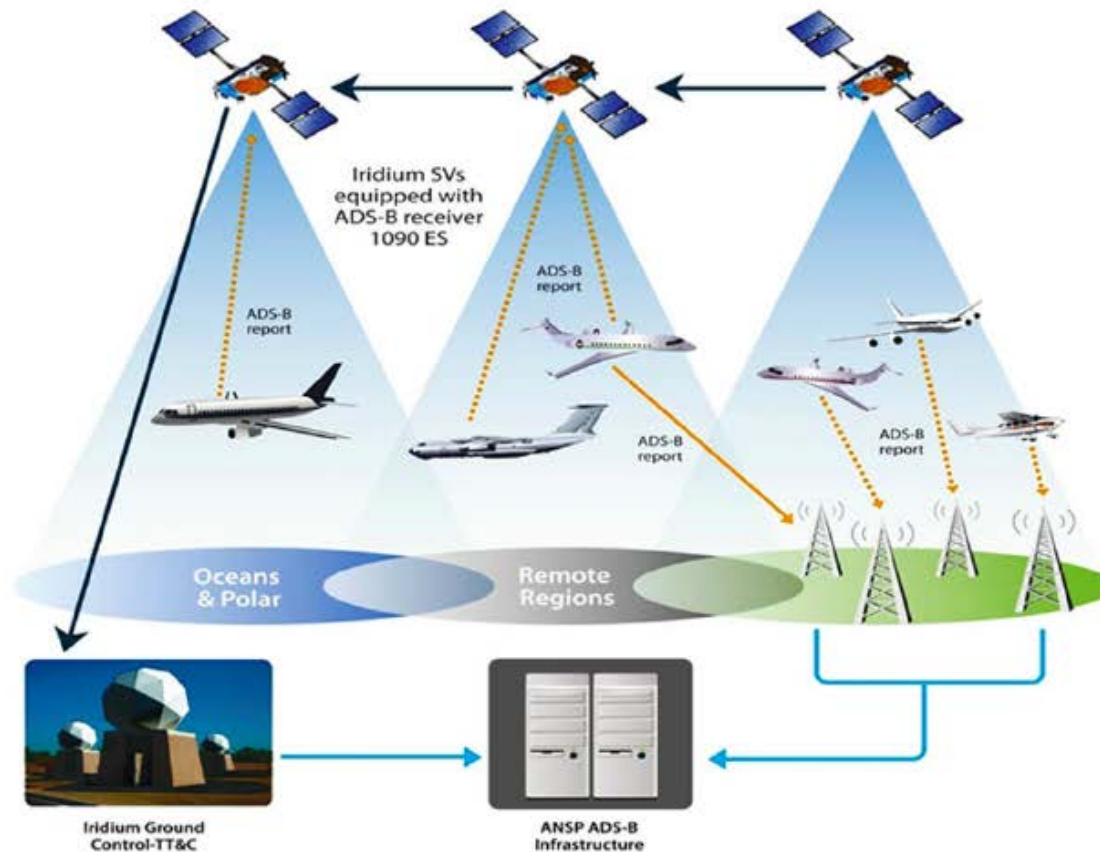 Iridium SVs
equipped with
ADS-B receiver
1090 ES
ADS-B
report
ADS-B
report
ADS-B
report
ADS-B
report
Oceans
& Polar
Remote
Regions
Iridium Ground
Control-TT&C
ANSP ADS-B
Infrastructure